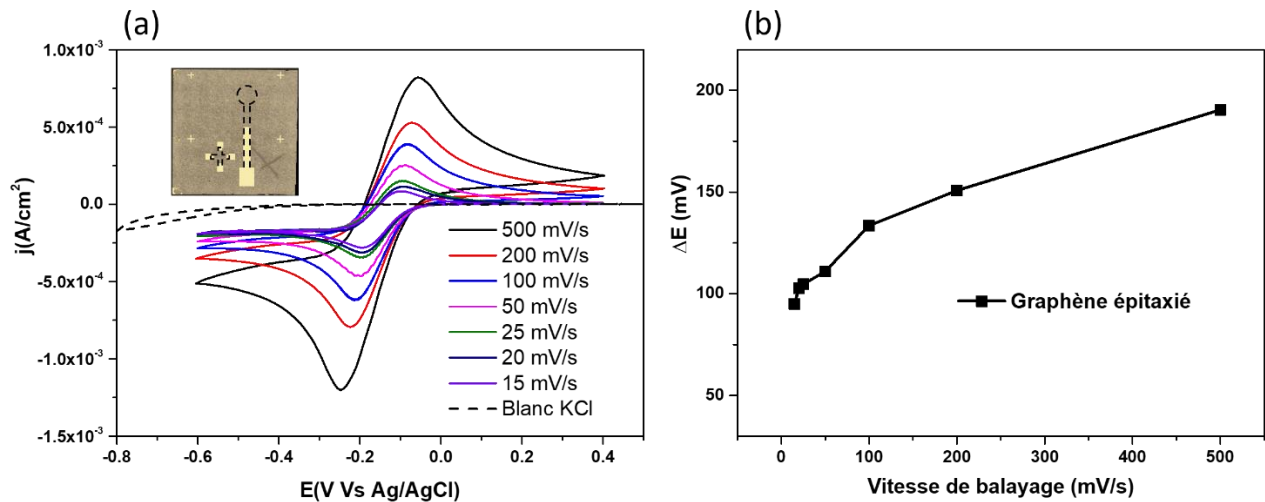 (a)
1.0x10⁻³
5.0x10⁻⁴
0.0
-5.0x10⁻⁴
-1.0x10⁻³
-1.5x10⁻³
j(A/cm²)
500 mV/s
200 mV/s
100 mV/s
50 mV/s
25 mV/s
20 mV/s
15 mV/s
Blanc KCl
-0.8 -0.6 -0.4 -0.2 0.0 0.2 0.4
E(V Vs Ag/AgCl)
(b)
200
150
100
50
ΔE (mV)
Graphène épitaxié
0 100 200 300 400 500
Vitesse de balayage (mV/s)